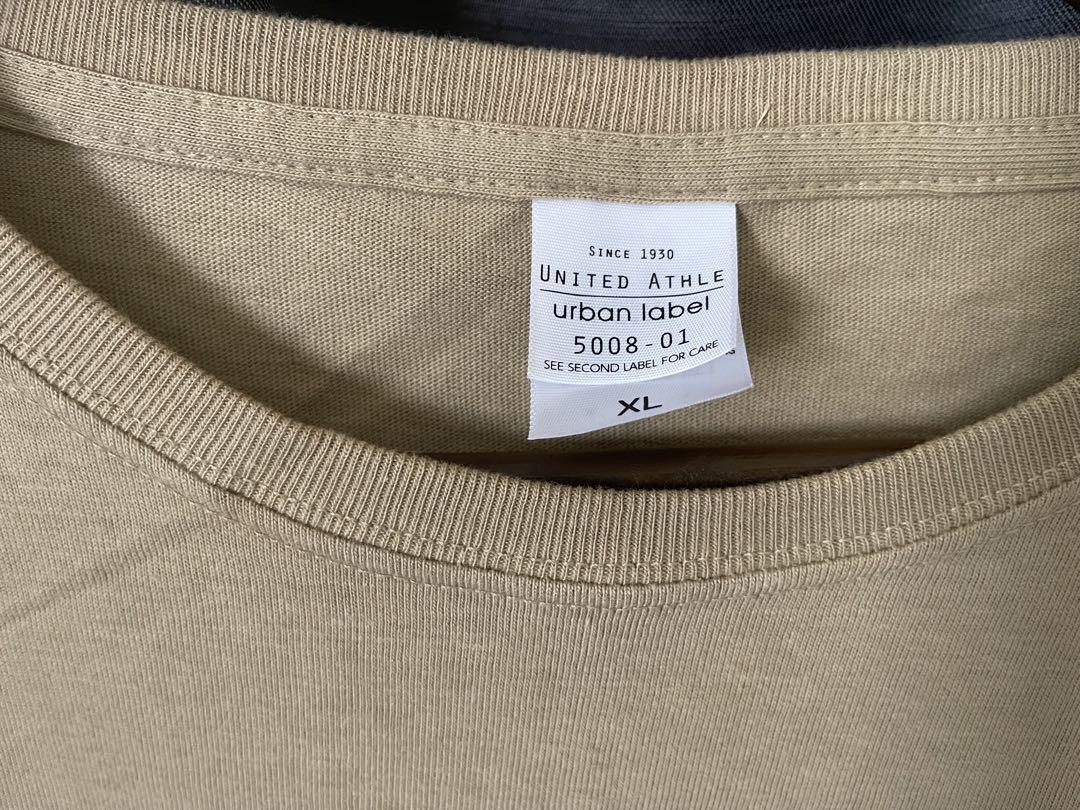 SINCE 1930
UNITED ATHLE
urban label
5008-01
SEE SECOND LABEL FOR CARE
XL